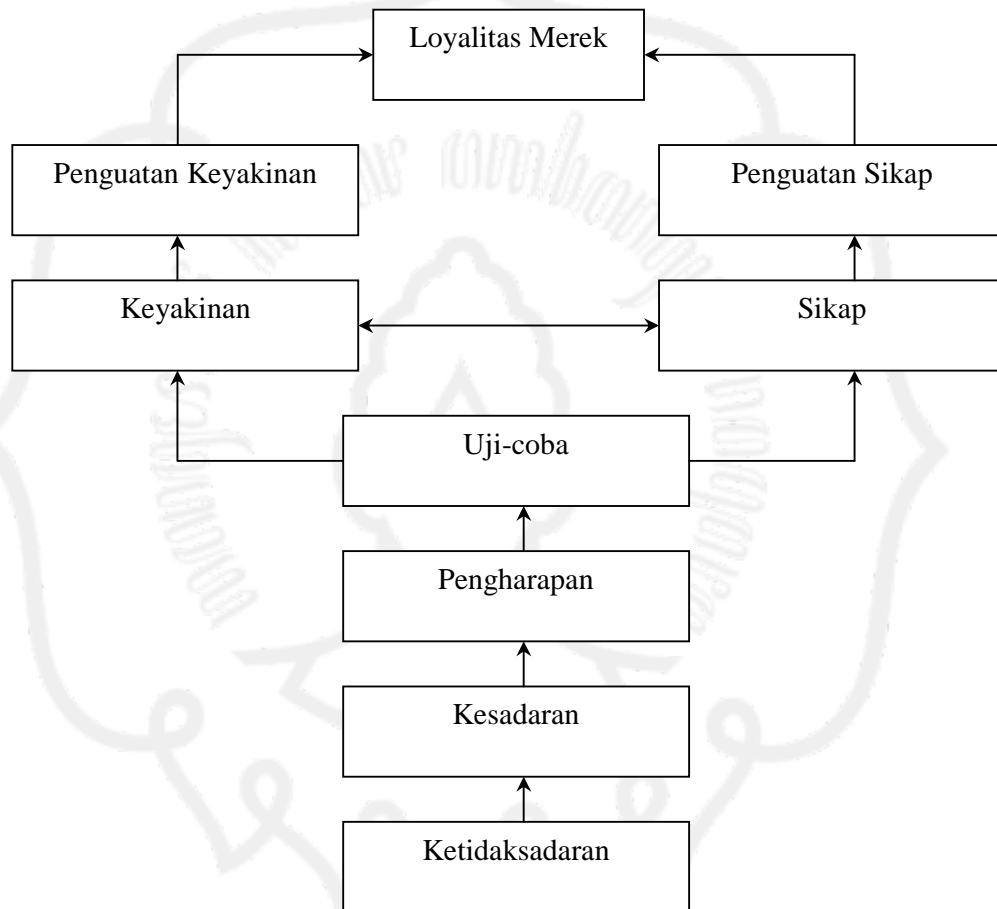 Loyalitas Merek
Penguatan Keyakinan
Penguatan Sikap
Keyakinan
Sikap
Uji-coba
Pengharapan
Kesadaran
Ketidaksadaran